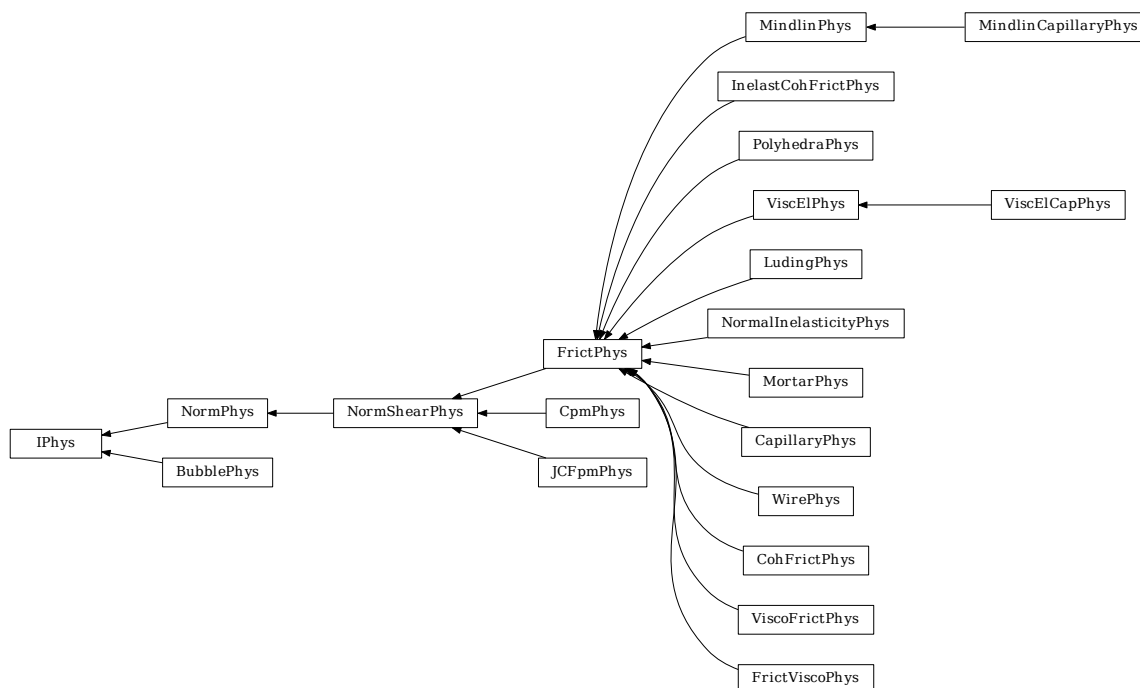 MindlinPhys
MindlinCapillaryPhys
InelastCohFrictPhys
PolyhedraPhys
ViscElPhys
ViscElCapPhys
LudingPhys
NormalInelasticityPhys
FrictPhys
MortarPhys
NormPhys
NormShearPhys
CpmPhys
CapillaryPhys
IPhys
BubblePhys
JCFpmPhys
WirePhys
CohFrictPhys
ViscoFrictPhys
FrictViscoPhys